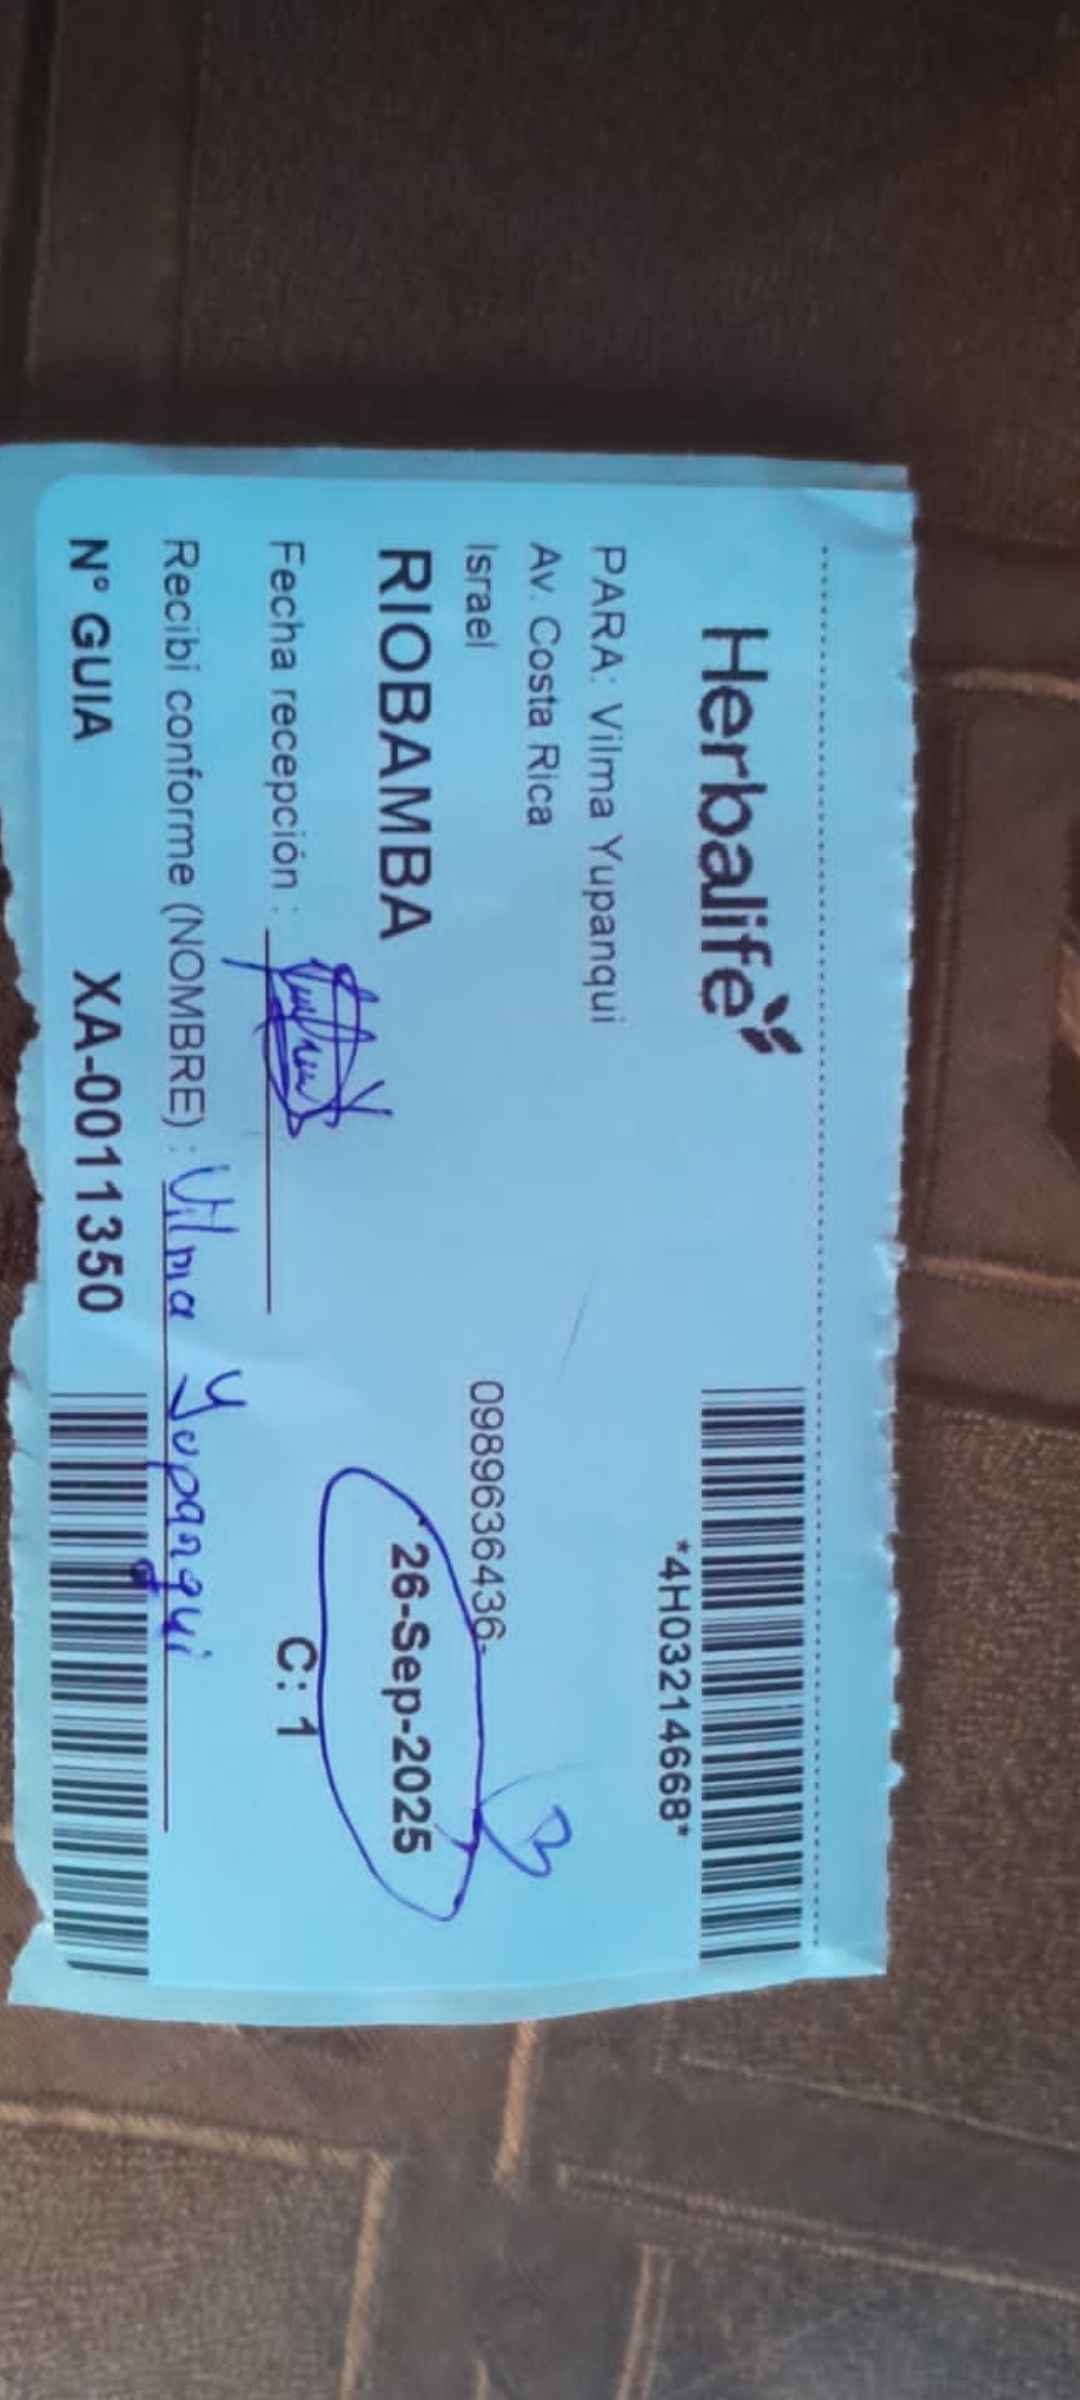 Herbalife
*4H03214668*
PARA: Vilma Yupanqui
Av. Costa Rica
Israel 0989636436-
RIOBAMBA 26-Sep-2025
Fecha recepción :
C: 1
Recibi conforme (NOMBRE) : Vilma Yupanqui
N° GUIA XA-0011350